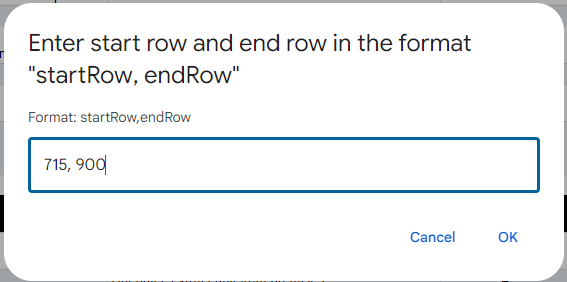 Enter start row and end row in the format
"startRow, endRow"
Format: startRow,endRow
715, 900
Cancel
OK